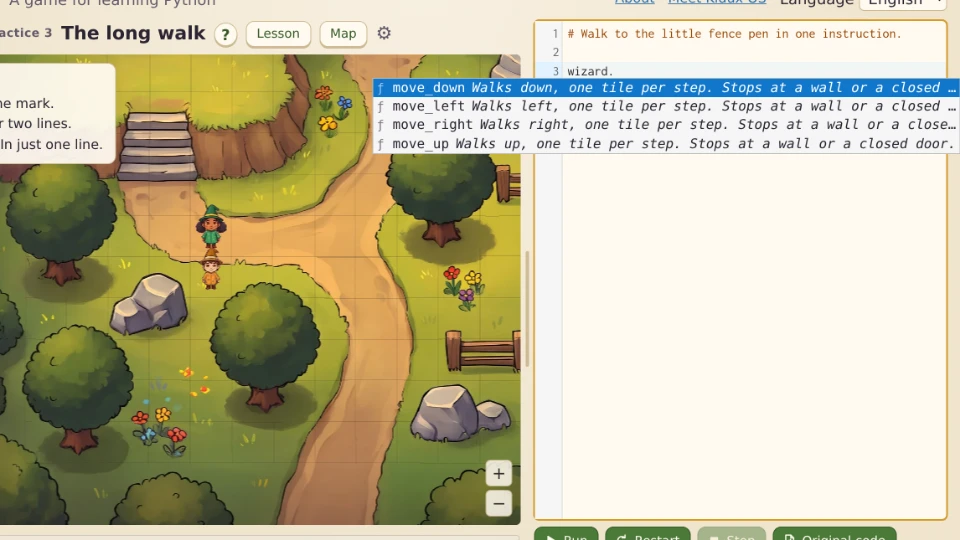 A game for learning Python
About Meet Kidux OS Language English
actice 3 The long walk ? Lesson Map
ne mark.
r two lines.
In just one line.
1 # Walk to the little fence pen in one instruction.
2
3 wizard.
f move_down Walks down, one tile per step. Stops at a wall or a closed …
f move_left Walks left, one tile per step. Stops at a wall or a closed …
f move_right Walks right, one tile per step. Stops at a wall or a close…
f move_up Walks up, one tile per step. Stops at a wall or a closed door.
+
−
Run Restart Stop Original code